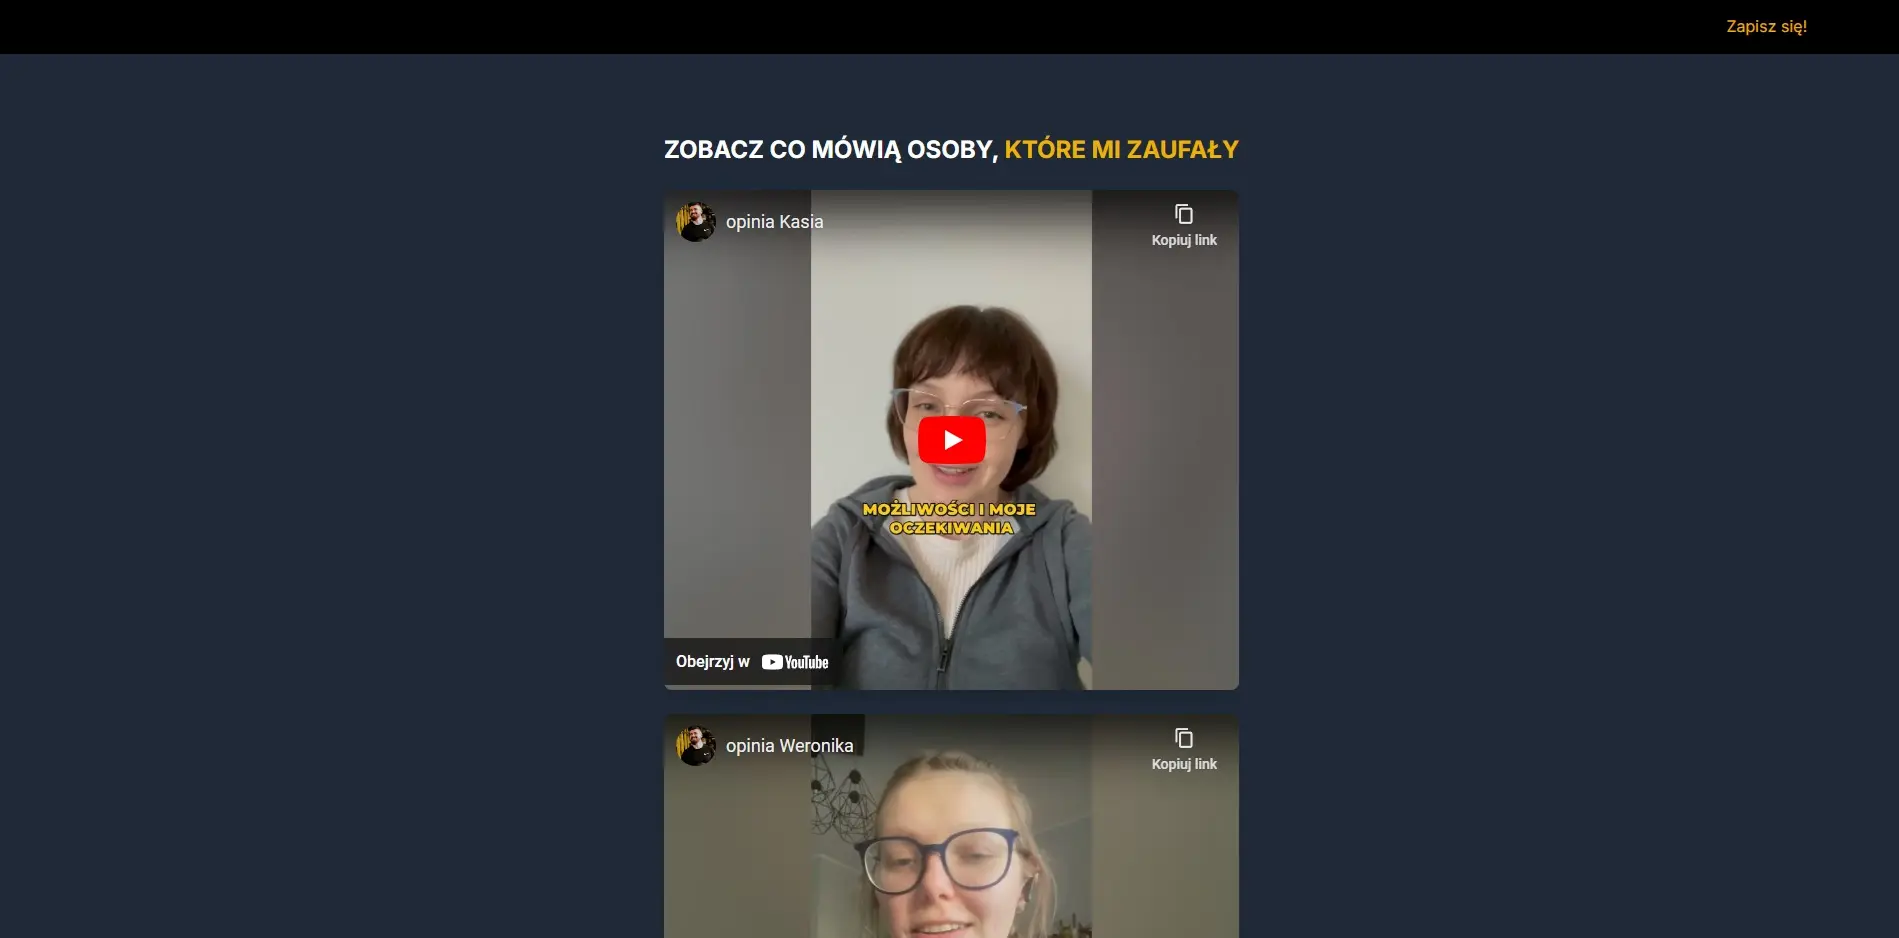 Zapisz się!
ZOBACZ CO MÓWIĄ OSOBY, KTÓRE MI ZAUFAŁY
opinia Kasia
Kopiuj link
MOŻLIWOŚCI I MOJE
OCZEKIWANIA
Obejrzyj w YouTube
opinia Weronika
Kopiuj link